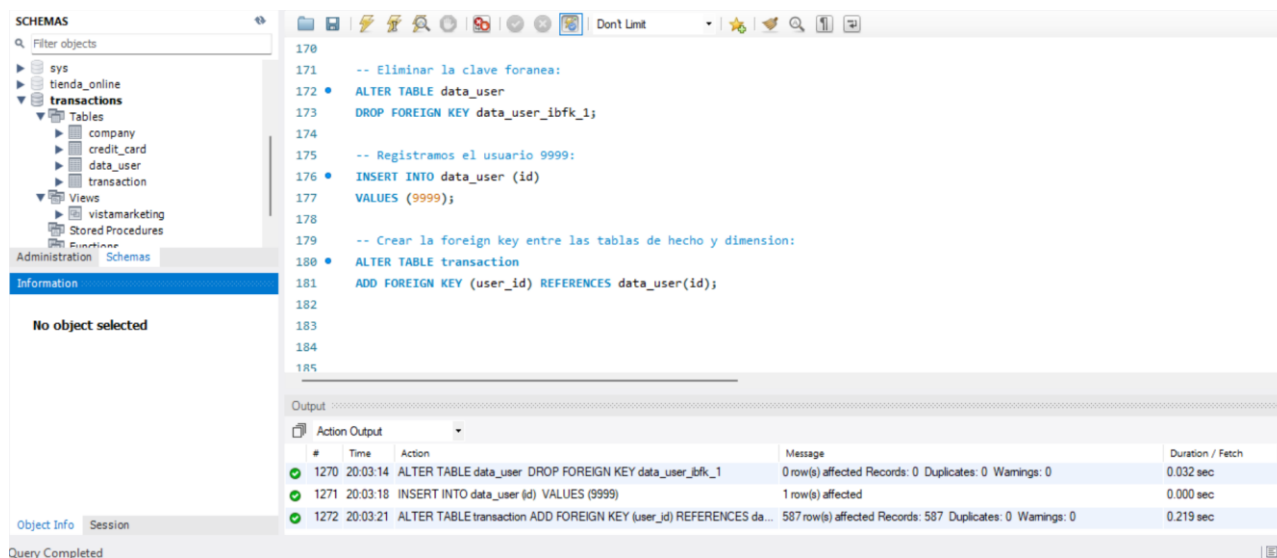 SCHEMAS
Filter objects
sys
tienda_online
transactions
Tables
company
credit_card
data_user
transaction
Views
vistamarketing
Stored Procedures
Functions
Administration Schemas
Information
No object selected
Object Info Session
Query Completed
Don't Limit
170
171 -- Eliminar la clave foranea:
172 ALTER TABLE data_user
173 DROP FOREIGN KEY data_user_ibfk_1;
174
175 -- Registramos el usuario 9999:
176 INSERT INTO data_user (id)
177 VALUES (9999);
178
179 -- Crear la foreign key entre las tablas de hecho y dimension:
180 ALTER TABLE transaction
181 ADD FOREIGN KEY (user_id) REFERENCES data_user(id);
182
183
184
185
Output
Action Output
# Time Action Message Duration / Fetch
1270 20:03:14 ALTER TABLE data_user DROP FOREIGN KEY data_user_ibfk_1 0 row(s) affected Records: 0 Duplicates: 0 Warnings: 0 0.032 sec
1271 20:03:18 INSERT INTO data_user (id) VALUES (9999) 1 row(s) affected 0.000 sec
1272 20:03:21 ALTER TABLE transaction ADD FOREIGN KEY (user_id) REFERENCES da... 587 row(s) affected Records: 587 Duplicates: 0 Warnings: 0 0.219 sec